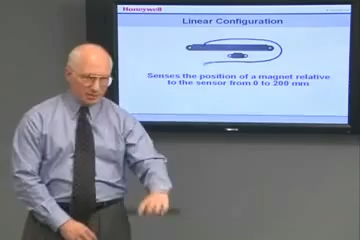 Honeywell
Linear Configuration
Senses the position of a magnet relative
to the sensor from 0 to 200 mm